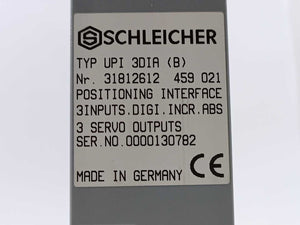 SCHLEICHER
TYP UPI 3DIA (B)
Nr. 31812612 459 021
POSITIONING INTERFACE
3INPUTS.DIGI.INCR.ABS
3 SERVO OUTPUTS
SER.NO.0000130782
MADE IN GERMANY CE